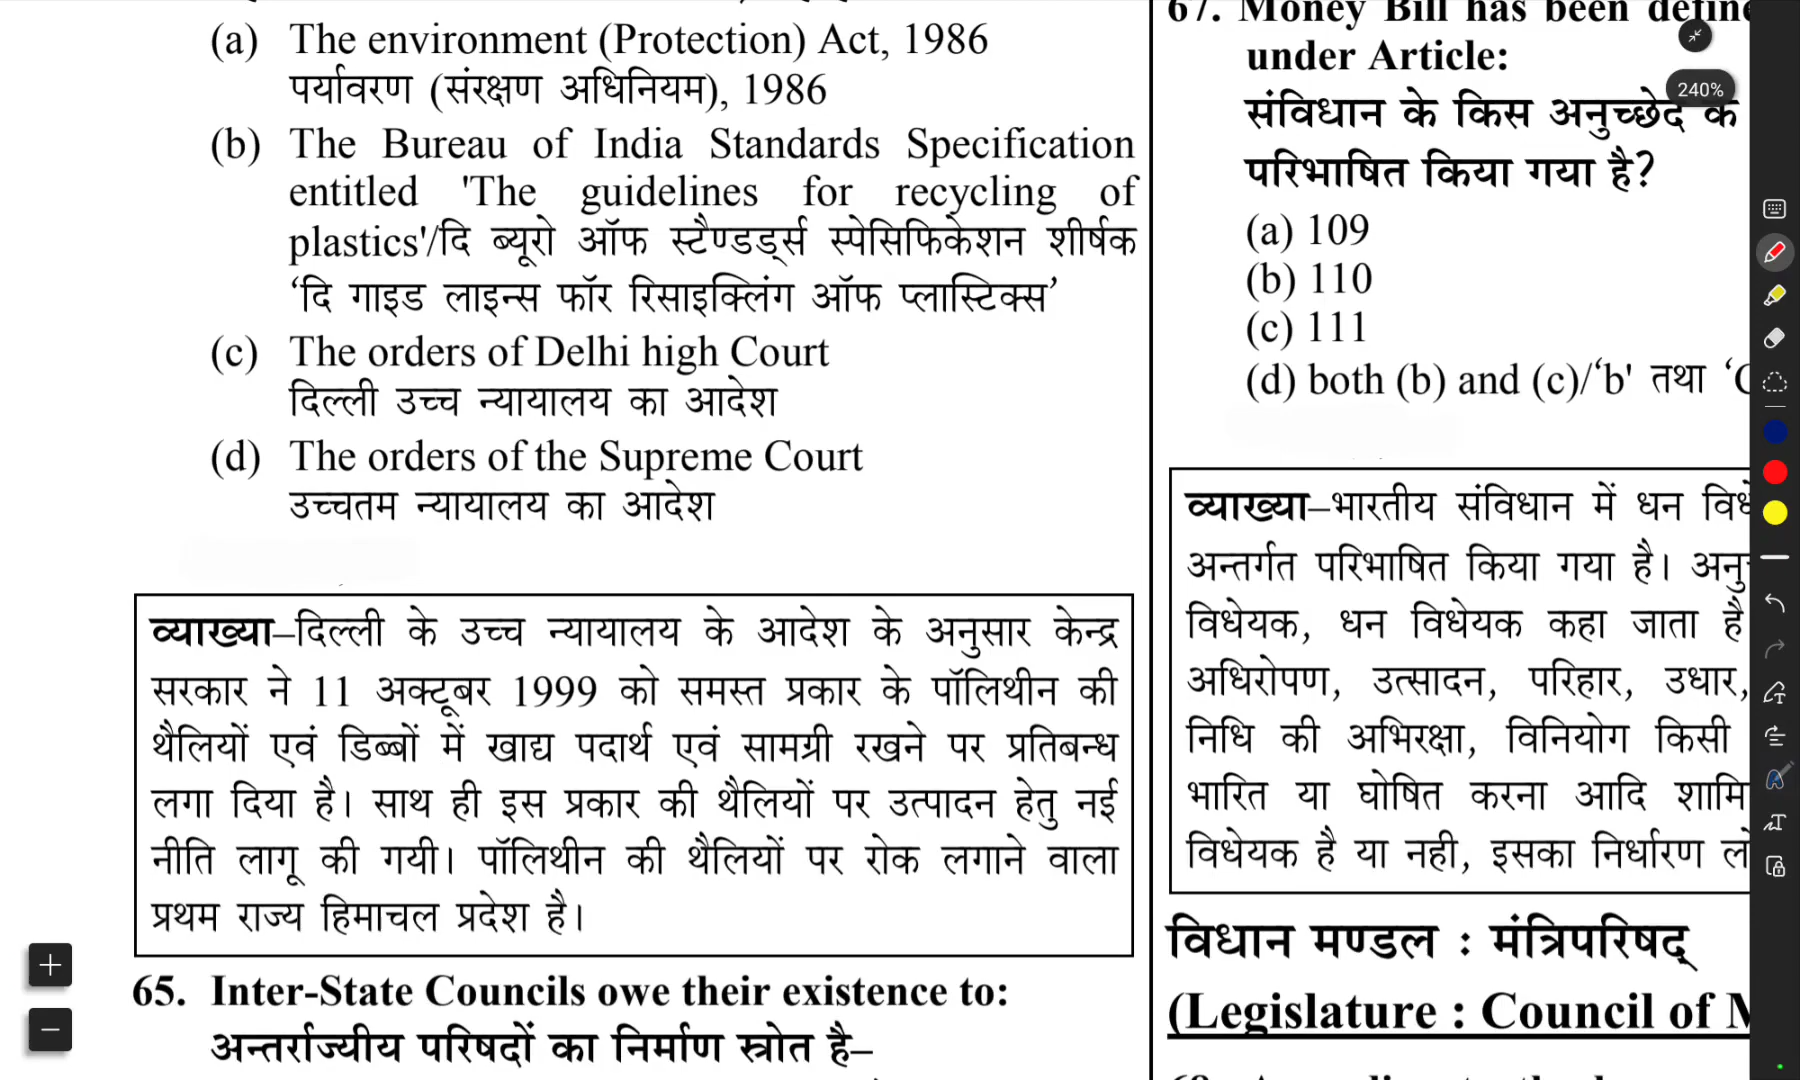 (a) The environment (Protection) Act, 1986
पर्यावरण (संरक्षण अधिनियम), 1986
(b) The Bureau of India Standards Specification
entitled 'The guidelines for recycling of
plastics'/दि ब्यूरो ऑफ स्टैण्डर्ड्स स्पेसिफिकेशन शीर्षक
‘दि गाइड लाइन्स फॉर रिसाइक्लिंग ऑफ प्लास्टिक्स’
(c) The orders of Delhi high Court
दिल्ली उच्च न्यायालय का आदेश
(d) The orders of the Supreme Court
उच्चतम न्यायालय का आदेश
व्याख्या–दिल्ली के उच्च न्यायालय के आदेश के अनुसार केन्द्र
सरकार ने 11 अक्टूबर 1999 को समस्त प्रकार के पॉलिथीन की
थैलियों एवं डिब्बों में खाद्य पदार्थ एवं सामग्री रखने पर प्रतिबन्ध
लगा दिया है। साथ ही इस प्रकार की थैलियों पर उत्पादन हेतु नई
नीति लागू की गयी। पॉलिथीन की थैलियों पर रोक लगाने वाला
प्रथम राज्य हिमाचल प्रदेश है।
65. Inter-State Councils owe their existence to:
अन्तर्राज्यीय परिषदों का निर्माण स्त्रोत है–
67. Money Bill has been define
under Article:
संविधान के किस अनुच्छेद के
परिभाषित किया गया है?
(a) 109
(b) 110
(c) 111
(d) both (b) and (c)/‘b' तथा
व्याख्या–भारतीय संविधान में धन
अन्तर्गत परिभाषित किया गया है।
विधेयक, धन विधेयक कहा जाता है
अधिरोपण, उत्सादन, परिहार, उधार,
निधि की अभिरक्षा, विनियोग किसी
भारित या घोषित करना आदि
विधेयक है या नही, इसका निर्धारण
विधान मण्डल : मंत्रिपरिषद्
(Legislature : Council of
240%